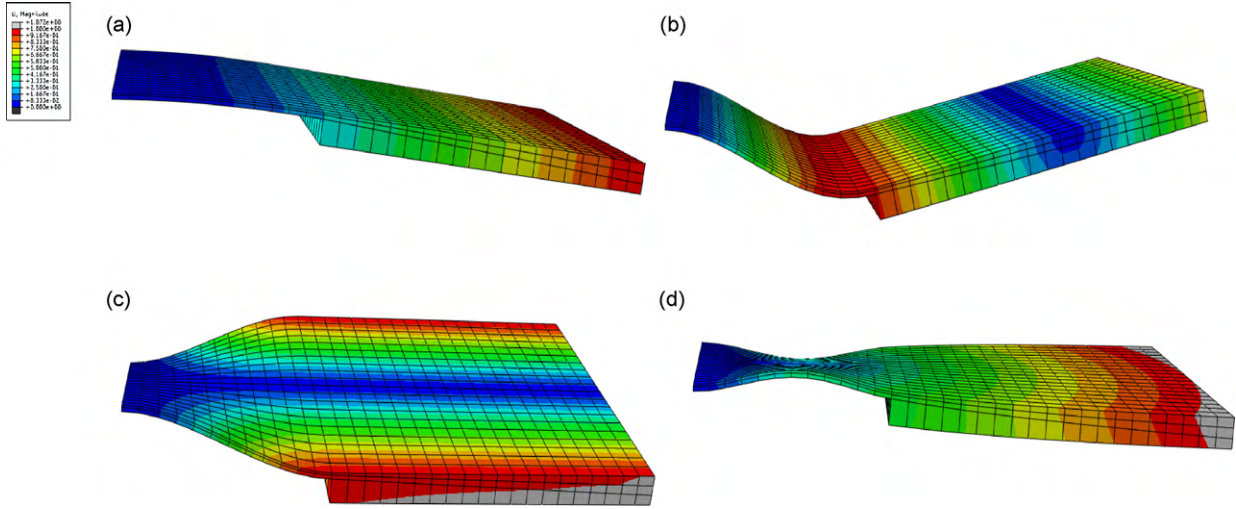 U, Magnitude
+1.072e+00
+1.000e+00
+9.167e-01
+8.333e-01
+7.500e-01
+6.667e-01
+5.833e-01
+5.000e-01
+4.167e-01
+3.333e-01
+2.500e-01
+1.667e-01
+8.333e-02
+0.000e+00
(a)
(b)
(c)
(d)